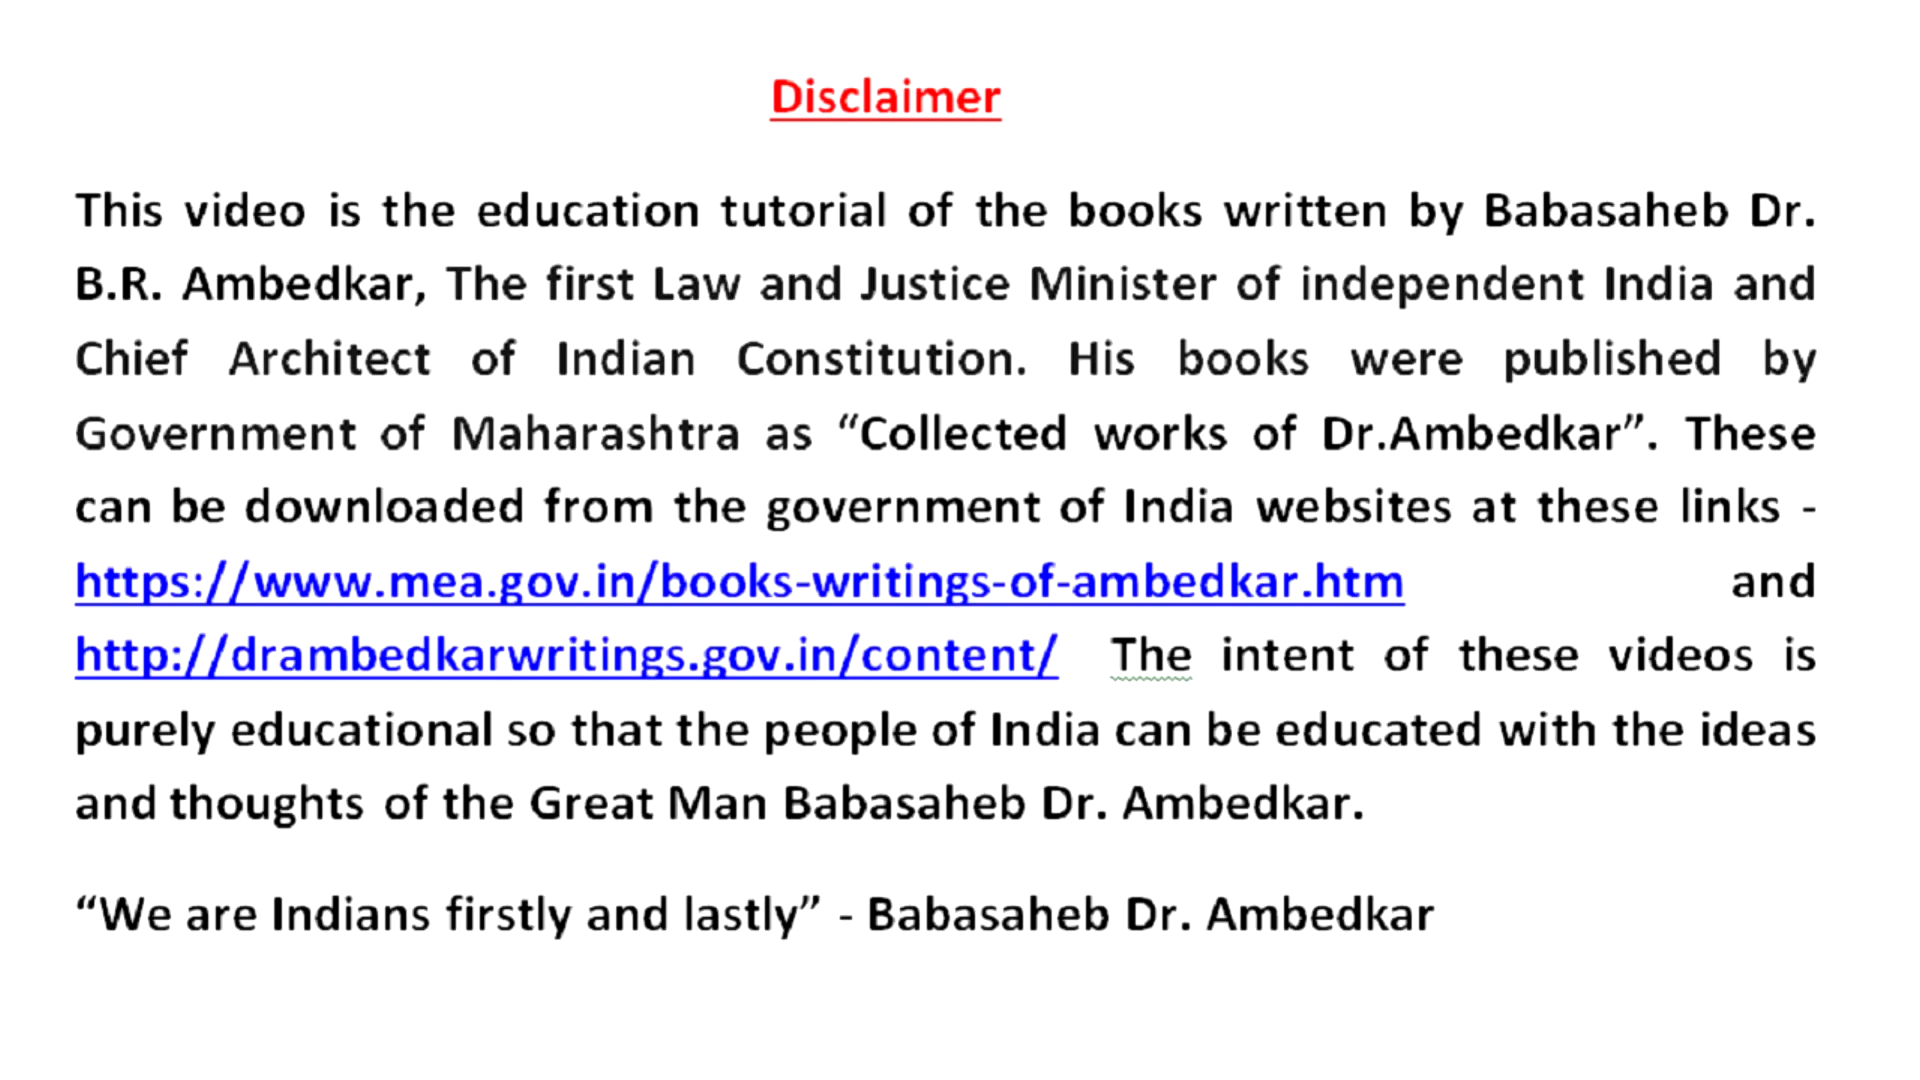 Disclaimer
This video is the education tutorial of the books written by Babasaheb Dr.
B.R. Ambedkar, The first Law and Justice Minister of independent India and
Chief Architect of Indian Constitution. His books were published by
Government of Maharashtra as “Collected works of Dr.Ambedkar”. These
can be downloaded from the government of India websites at these links -
https://www.mea.gov.in/books-writings-of-ambedkar.htm and
http://drambedkarwritings.gov.in/content/ The intent of these videos is
purely educational so that the people of India can be educated with the ideas
and thoughts of the Great Man Babasaheb Dr. Ambedkar.
“We are Indians firstly and lastly” - Babasaheb Dr. Ambedkar